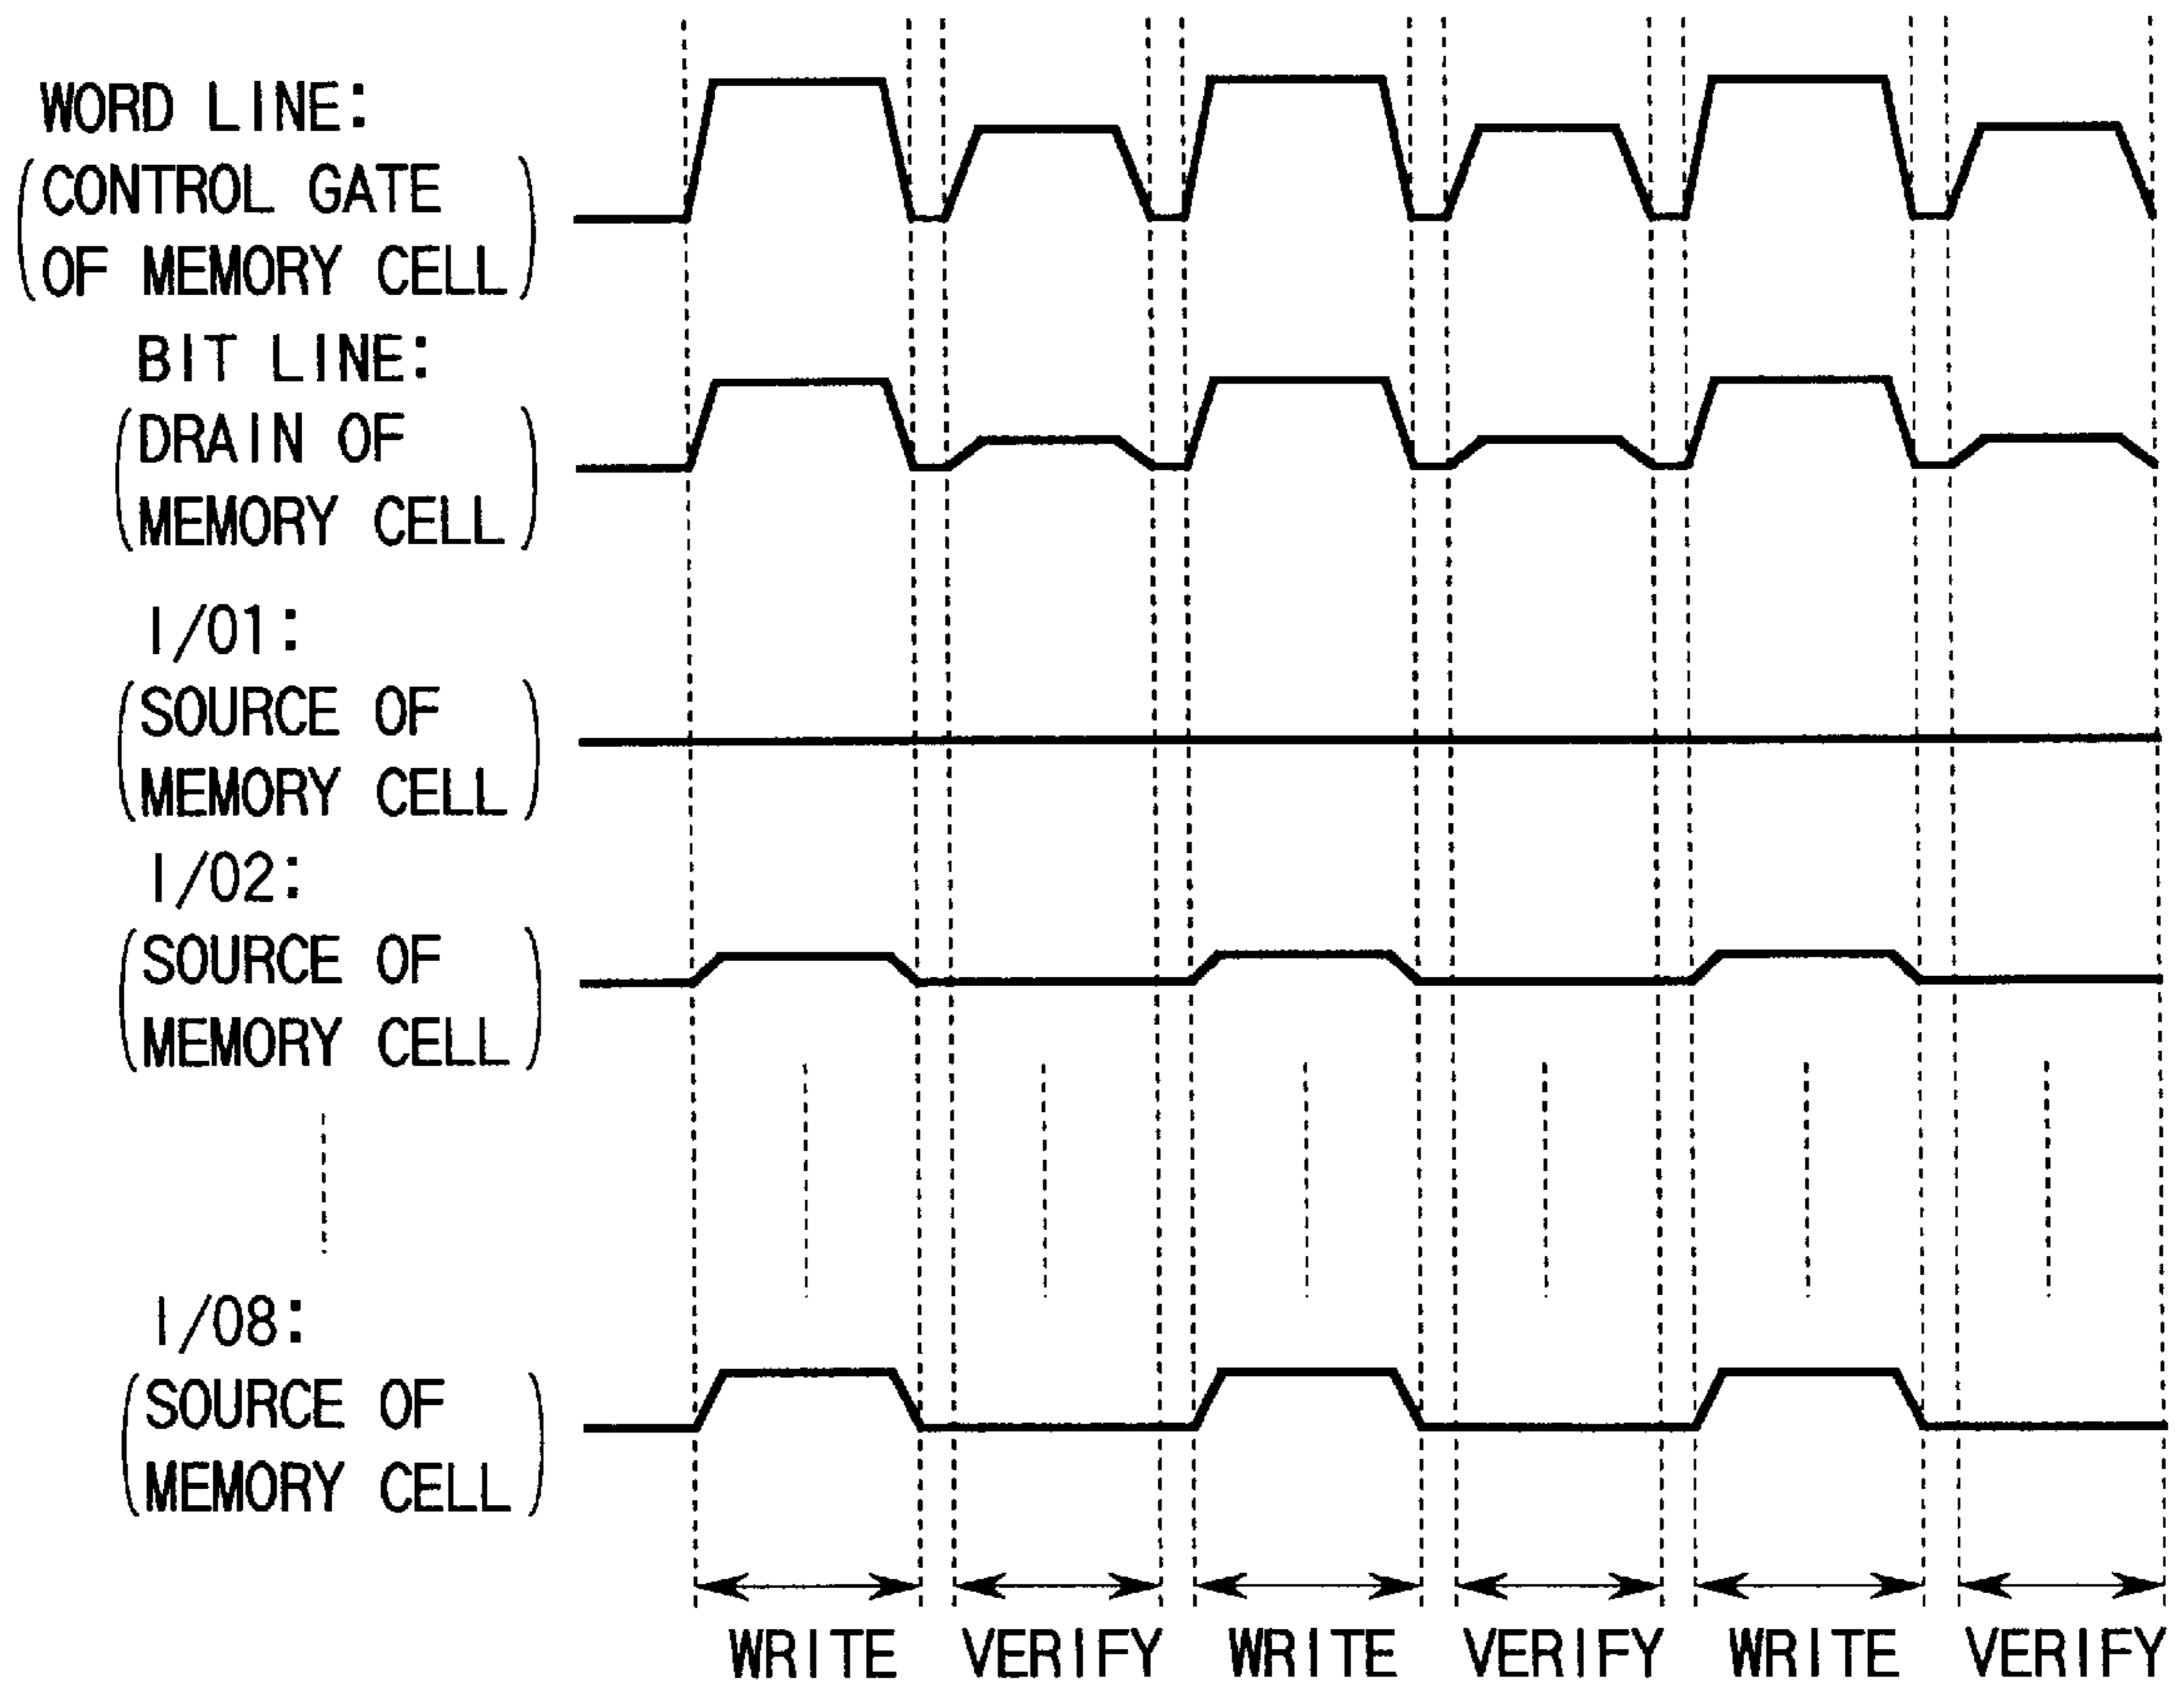 WORD LINE:
(CONTROL GATE
OF MEMORY CELL)
BIT LINE:
(DRAIN OF
MEMORY CELL)
I/01:
(SOURCE OF
MEMORY CELL)
I/02:
(SOURCE OF
MEMORY CELL)
I/08:
(SOURCE OF
MEMORY CELL)
WRITE VERIFY WRITE VERIFY WRITE VERIFY